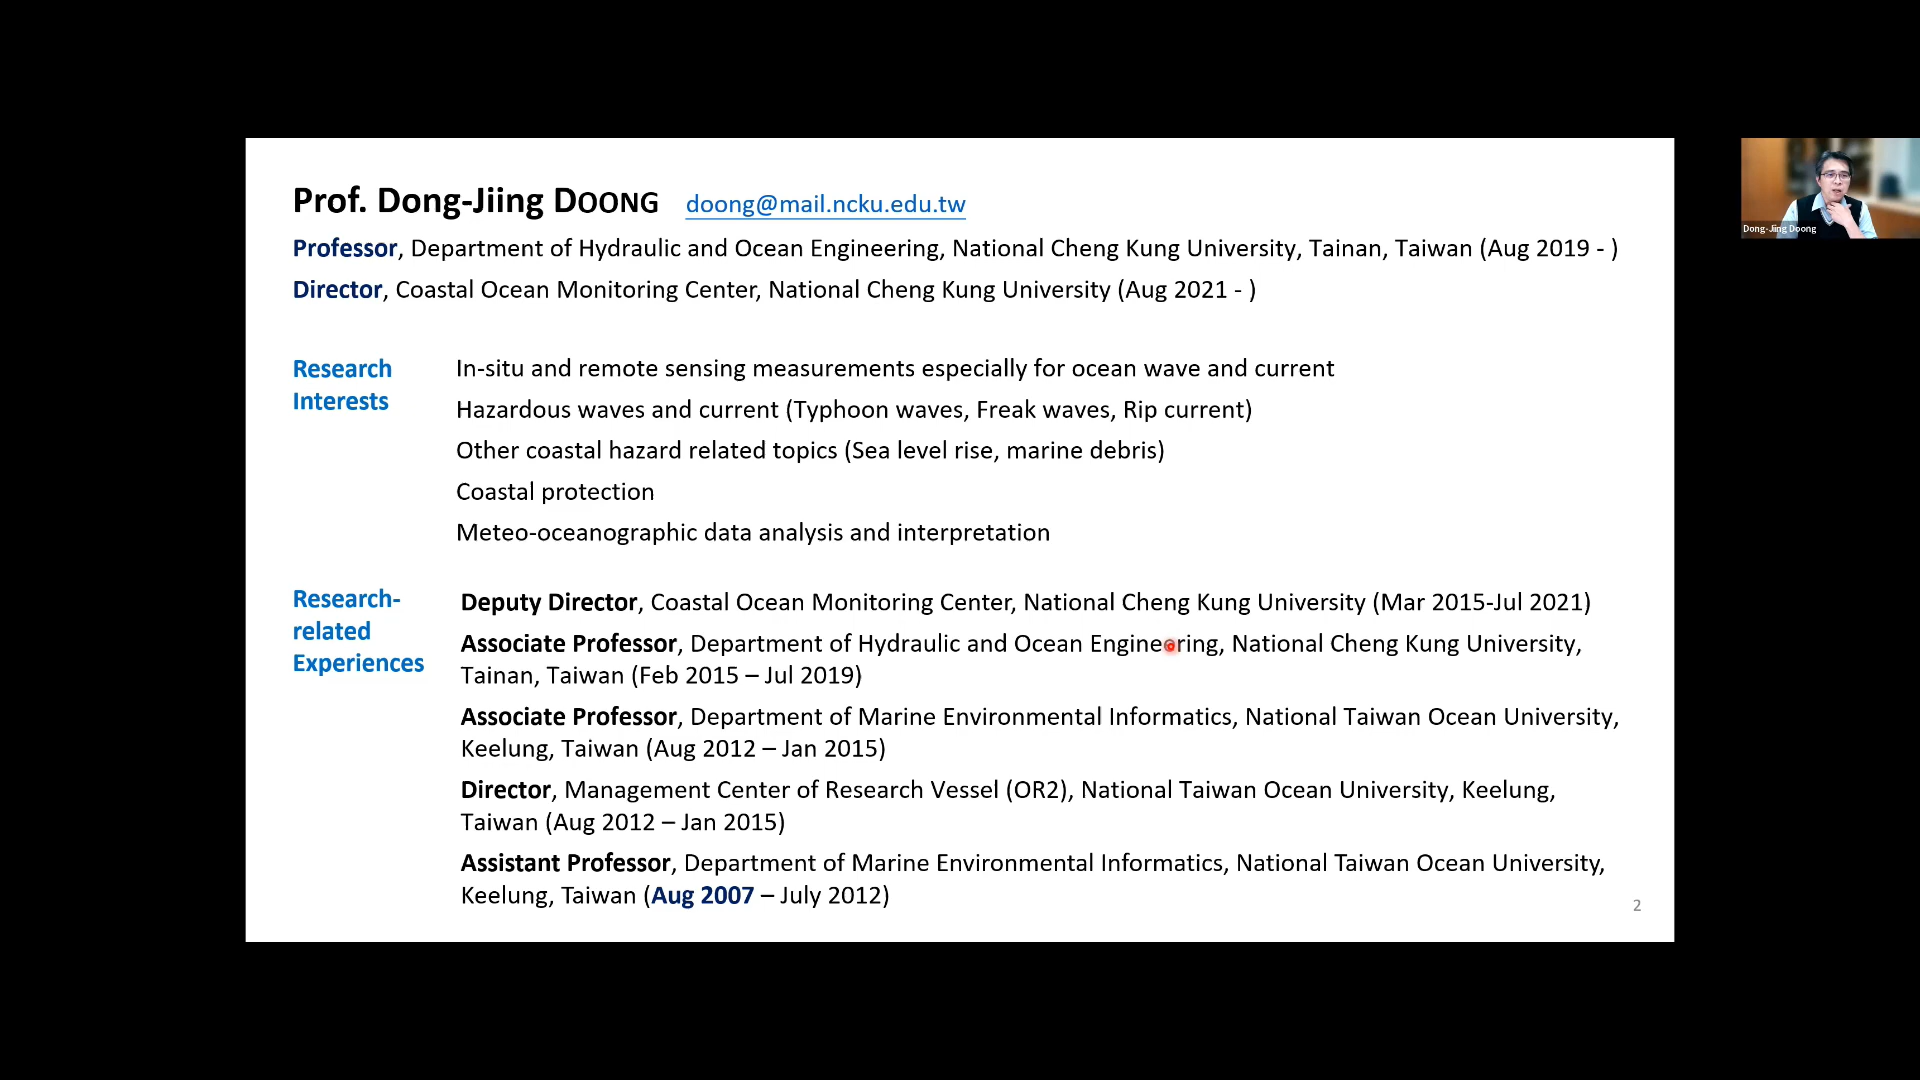 Prof. Dong-Jiing DOONG doong@mail.ncku.edu.tw
Professor, Department of Hydraulic and Ocean Engineering, National Cheng Kung University, Tainan, Taiwan (Aug 2019 - )
Director, Coastal Ocean Monitoring Center, National Cheng Kung University (Aug 2021 - )
Research
Interests
In-situ and remote sensing measurements especially for ocean wave and current
Hazardous waves and current (Typhoon waves, Freak waves, Rip current)
Other coastal hazard related topics (Sea level rise, marine debris)
Coastal protection
Meteo-oceanographic data analysis and interpretation
Research-
related
Experiences
Deputy Director, Coastal Ocean Monitoring Center, National Cheng Kung University (Mar 2015-Jul 2021)
Associate Professor, Department of Hydraulic and Ocean Engineering, National Cheng Kung University,
Tainan, Taiwan (Feb 2015 – Jul 2019)
Associate Professor, Department of Marine Environmental Informatics, National Taiwan Ocean University,
Keelung, Taiwan (Aug 2012 – Jan 2015)
Director, Management Center of Research Vessel (OR2), National Taiwan Ocean University, Keelung,
Taiwan (Aug 2012 – Jan 2015)
Assistant Professor, Department of Marine Environmental Informatics, National Taiwan Ocean University,
Keelung, Taiwan (Aug 2007 – July 2012)
2
Dong-Jiing Doong